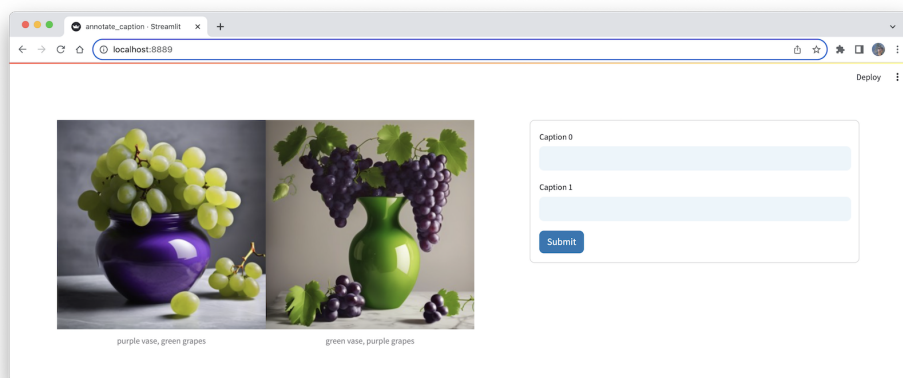 annotate_caption · Streamlit
localhost:8889
Deploy
Caption 0
Caption 1
Submit
purple vase, green grapes
green vase, purple grapes